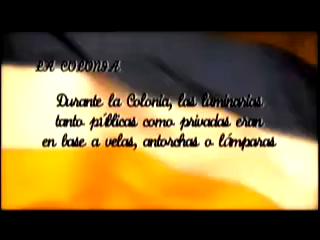 LA COLONIA
Durante la Colonia, las luminarias
tanto públicas como privadas eran
en base a velas, antorchas o lámparas